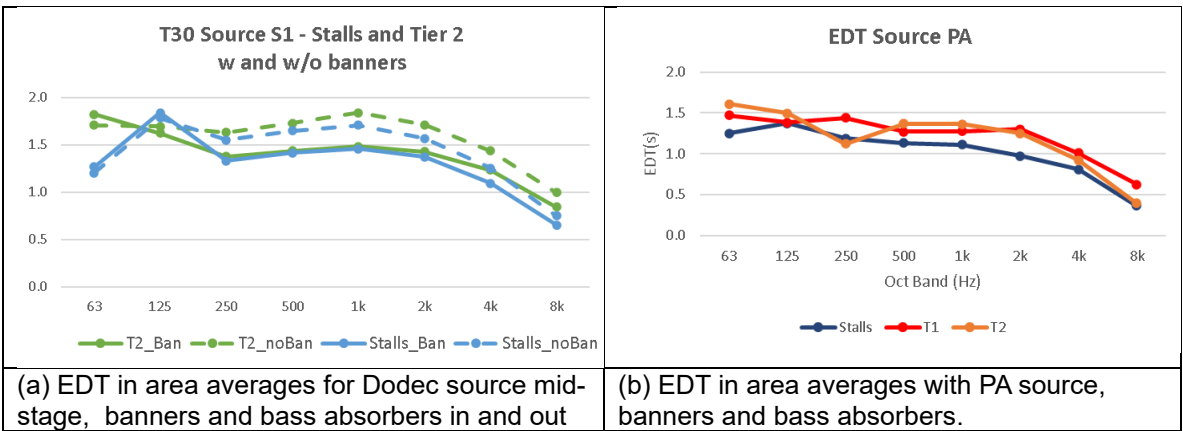 T30 Source S1 - Stalls and Tier 2
w and w/o banners
2.0
1.5
1.0
0.5
0.0
63 125 250 500 1k 2k 4k 8k
T2_Ban T2_noBan Stalls_Ban Stalls_noBan
(a) EDT in area averages for Dodec source mid-
stage, banners and bass absorbers in and out
EDT Source PA
EDT(s)
2.0
1.5
1.0
0.5
0.0
63 125 250 500 1k 2k 4k 8k
Oct Band (Hz)
Stalls T1 T2
(b) EDT in area averages with PA source,
banners and bass absorbers.